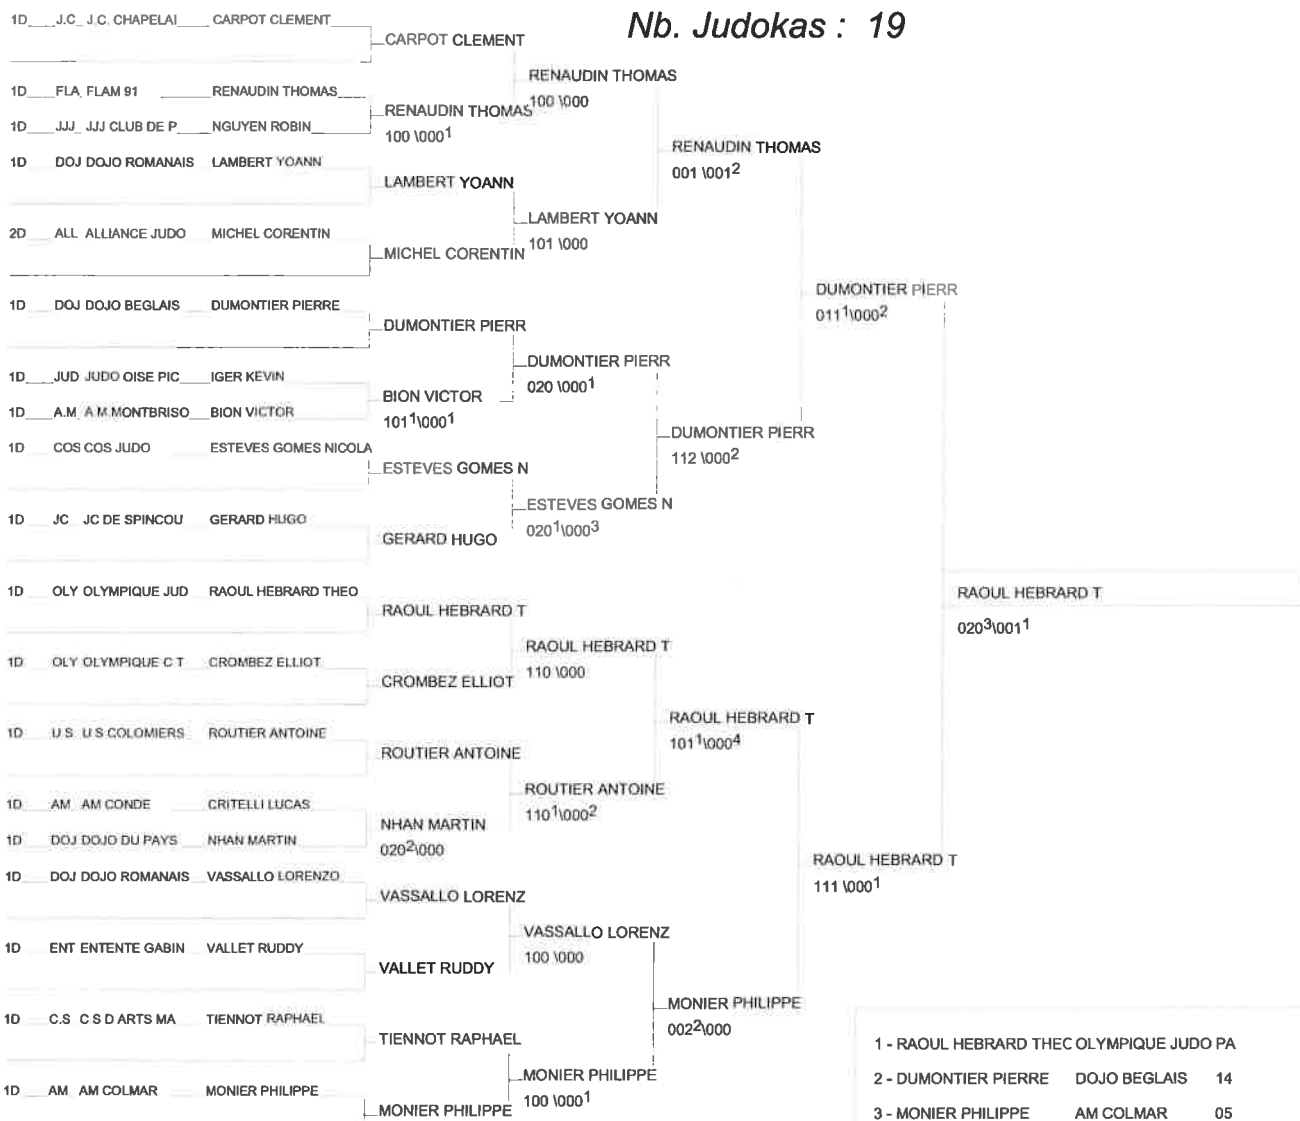 Nb. Judokas : 19
1D J.C J.C. CHAPELAI CARPOT CLEMENT
CARPOT CLEMENT
RENAUDIN THOMAS
100 \000
1D FLA FLAM 91 RENAUDIN THOMAS
RENAUDIN THOMAS
100 \000¹
1D JJJ JJJ CLUB DE P NGUYEN ROBIN
RENAUDIN THOMAS
001 \001²
1D DOJ DOJO ROMANAIS LAMBERT YOANN
LAMBERT YOANN
LAMBERT YOANN
101 \000
2D ALL ALLIANCE JUDO MICHEL CORENTIN
MICHEL CORENTIN
DUMONTIER PIERR
011¹\000²
1D DOJ DOJO BEGLAIS DUMONTIER PIERRE
DUMONTIER PIERR
DUMONTIER PIERR
020 \000¹
1D JUD JUDO OISE PIC IGER KEVIN
BION VICTOR
101¹\000¹
1D A.M A.M.MONTBRISO BION VICTOR
DUMONTIER PIERR
112 \000²
1D COS COS JUDO ESTEVES GOMES NICOLA
ESTEVES GOMES N
ESTEVES GOMES N
020¹\000³
1D JC JC DE SPINCOU GERARD HUGO
GERARD HUGO
1D OLY OLYMPIQUE JUD RAOUL HEBRARD THEO
RAOUL HEBRARD T
020³\001¹
RAOUL HEBRARD T
RAOUL HEBRARD T
110 \000
1D OLY OLYMPIQUE C T CROMBEZ ELLIOT
CROMBEZ ELLIOT
RAOUL HEBRARD T
101¹\000⁴
1D U S U S COLOMIERS ROUTIER ANTOINE
ROUTIER ANTOINE
ROUTIER ANTOINE
110¹\000²
1D AM AM CONDE CRITELLI LUCAS
NHAN MARTIN
020²\000
1D DOJ DOJO DU PAYS NHAN MARTIN
RAOUL HEBRARD T
111 \000¹
1D DOJ DOJO ROMANAIS VASSALLO LORENZO
VASSALLO LORENZ
VASSALLO LORENZ
100 \000
1D ENT ENTENTE GABIN VALLET RUDDY
VALLET RUDDY
MONIER PHILIPPE
002²\000
1D C.S C S D ARTS MA TIENNOT RAPHAEL
TIENNOT RAPHAEL
MONIER PHILIPPE
100 \000¹
1D AM AM COLMAR MONIER PHILIPPE
MONIER PHILIPPE
1 - RAOUL HEBRARD THEO OLYMPIQUE JUDO PA
2 - DUMONTIER PIERRE DOJO BEGLAIS 14
3 - MONIER PHILIPPE AM COLMAR 05